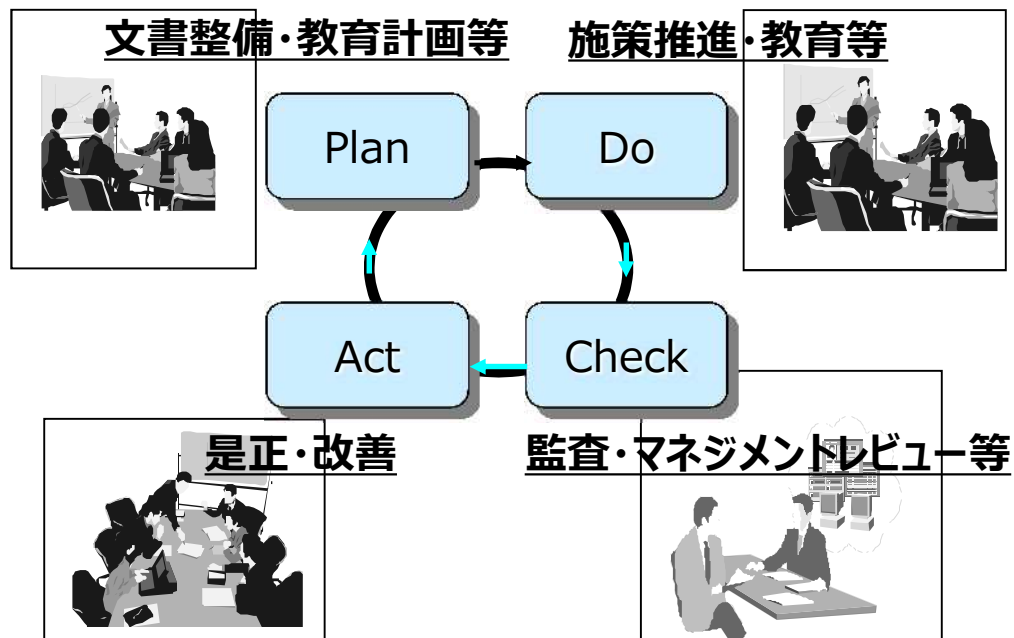 文書整備・教育計画等
施策推進・教育等
Plan
Do
Act
Check
是正・改善
監査・マネジメントレビュー等